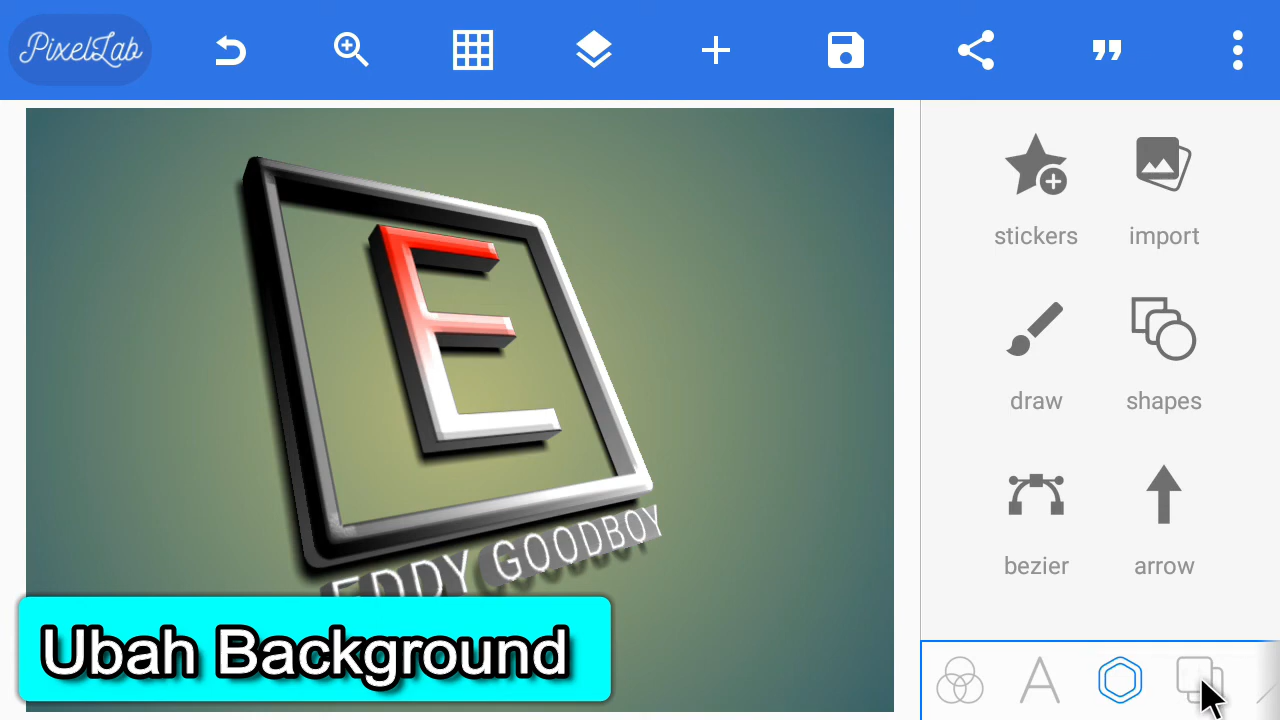 PixelLab
stickers
import
draw
shapes
bezier
arrow
E
EDDY GOODBOY
Ubah Background